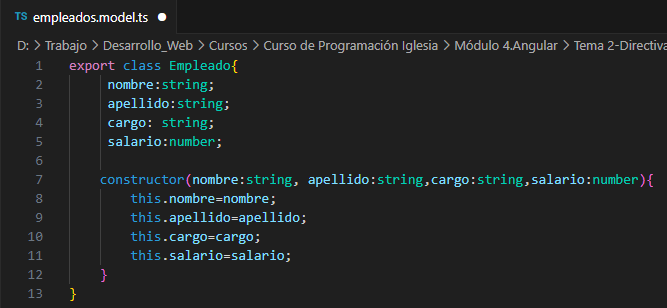 TS empleados.model.ts
D: > Trabajo > Desarrollo_Web > Cursos > Curso de Programación Iglesia > Módulo 4.Angular > Tema 2-Directiva
1 export class Empleado{
2 nombre:string;
3 apellido:string;
4 cargo: string;
5 salario:number;
6
7 constructor(nombre:string, apellido:string,cargo:string,salario:number){
8 this.nombre=nombre;
9 this.apellido=apellido;
10 this.cargo=cargo;
11 this.salario=salario;
12 }
13 }